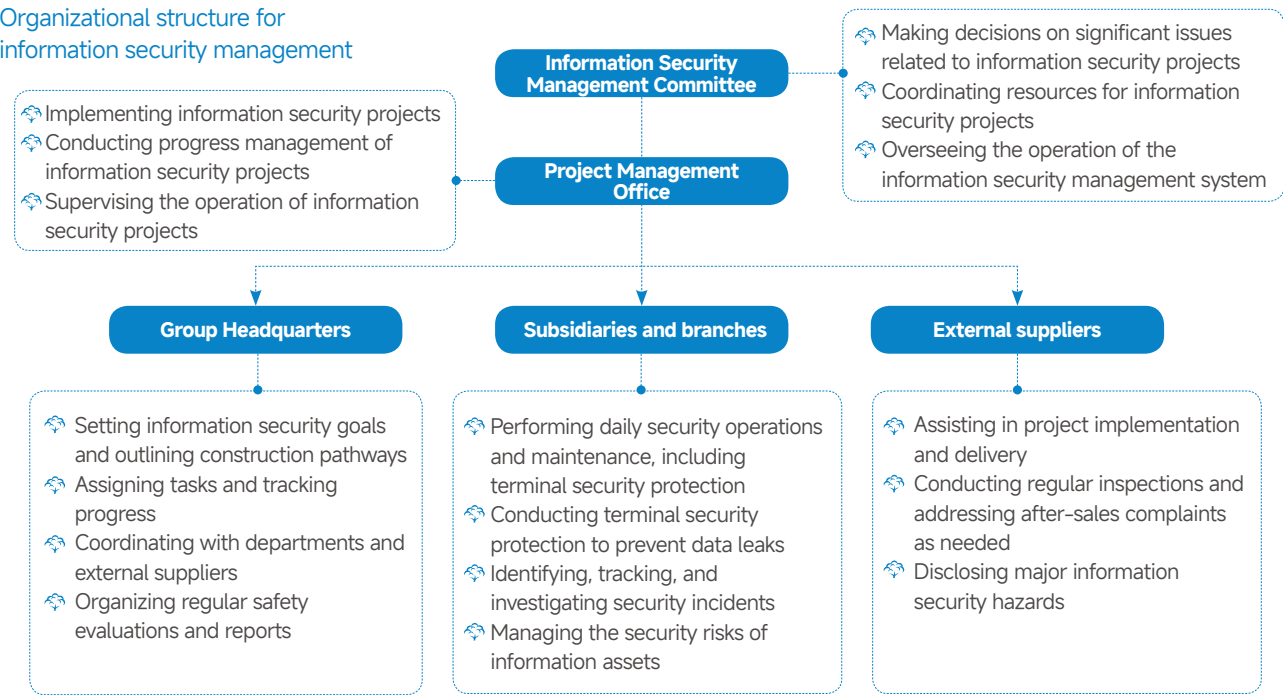 Organizational structure for
information security management
Information Security
Management Committee
Making decisions on significant issues
related to information security projects
Coordinating resources for information
security projects
Overseeing the operation of the
information security management system
Implementing information security projects
Conducting progress management of
information security projects
Supervising the operation of information
security projects
Project Management
Office
Group Headquarters
Setting information security goals
and outlining construction pathways
Assigning tasks and tracking
progress
Coordinating with departments and
external suppliers
Organizing regular safety
evaluations and reports
Subsidiaries and branches
Performing daily security operations
and maintenance, including
terminal security protection
Conducting terminal security
protection to prevent data leaks
Identifying, tracking, and
investigating security incidents
Managing the security risks of
information assets
External suppliers
Assisting in project implementation
and delivery
Conducting regular inspections and
addressing after-sales complaints
as needed
Disclosing major information
security hazards